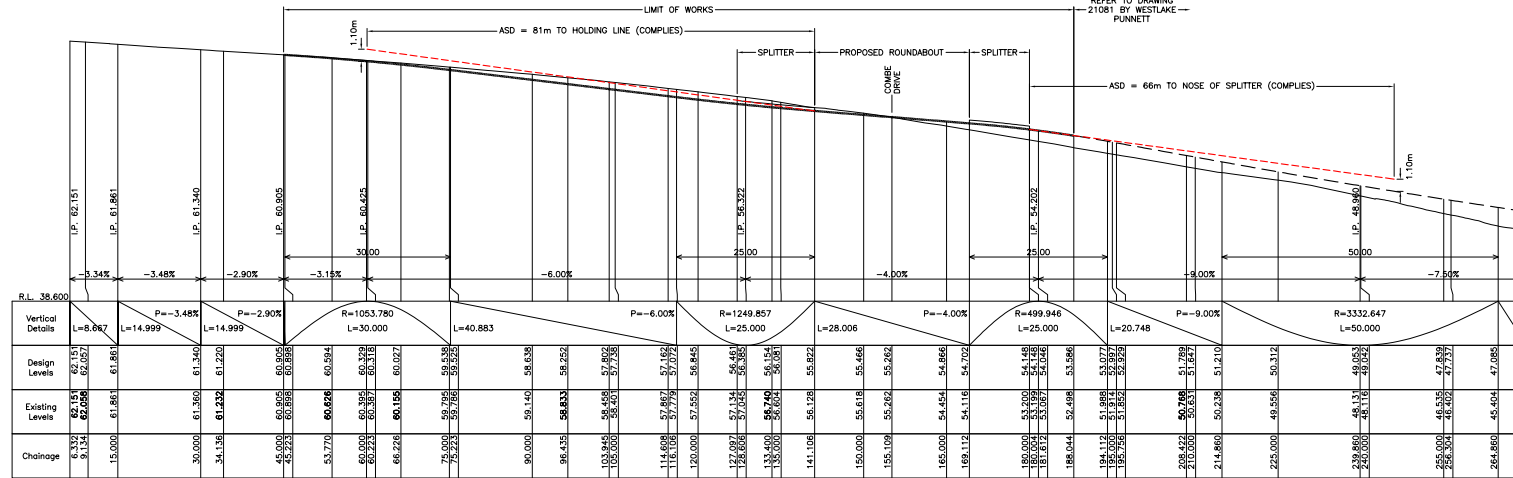 REFER TO DRAWING
21081 BY WESTLAKE
PUNNETT
LIMIT OF WORKS
ASD = 81m TO HOLDING LINE (COMPLIES)
1.10m
SPLITTER
PROPOSED ROUNDABOUT
SPLITTER
COMBE
DRIVE
ASD = 66m TO NOSE OF SPLITTER (COMPLIES)
1.10m
I.P. 62.151
I.P. 61.861
I.P. 61.340
I.P. 60.905
I.P. 60.425
I.P. 56.322
I.P. 54.202
I.P. 48.960
30.00
25.00
25.00
50.00
-3.34%
-3.48%
-2.90%
-3.15%
-6.00%
-4.00%
-9.00%
-7.50%
R.L. 38.600
Vertical
Details
L=8.667
P=-3.48%
L=14.999
P=-2.90%
L=14.999
R=1053.780
L=30.000
P=-6.00%
L=40.883
R=1249.857
L=25.000
P=-4.00%
L=28.006
R=499.946
L=25.000
P=-9.00%
L=20.748
R=3332.647
L=50.000
Design
Levels
62.151 62.057 61.861 61.340 61.220 60.905 60.898 60.594 60.329 60.318 60.027 59.538 59.525 58.638 58.252 57.802 57.738 57.162 57.072 56.845 56.461 56.385 56.154 56.081 55.822 55.466 55.262 54.866 54.702 54.148 54.148 54.046 53.586 53.077 52.997 52.929 51.789 51.647 51.210 50.312 49.053 49.042 47.839 47.737 47.085
Existing
Levels
62.151 62.058 61.861 61.360 61.232 60.905 60.898 60.626 60.395 60.387 60.155 59.795 59.786 59.140 58.833 58.458 58.401 57.867 57.779 57.552 57.134 57.045 56.740 56.604 56.128 55.618 55.262 54.454 54.116 53.200 53.199 53.067 52.498 51.988 51.914 51.852 50.768 50.631 50.238 49.556 48.131 48.116 46.535 46.402 45.404
Chainage
6.332 9.134 15.000 30.000 34.136 45.000 45.223 53.770 60.000 60.223 66.226 75.000 75.223 90.000 96.435 103.945 105.000 114.608 116.106 120.000 127.097 128.606 133.400 135.000 141.106 150.000 155.109 165.000 169.112 180.000 180.004 181.612 188.044 194.112 195.000 195.756 208.422 210.000 214.860 225.000 239.860 240.000 255.000 256.304 264.860